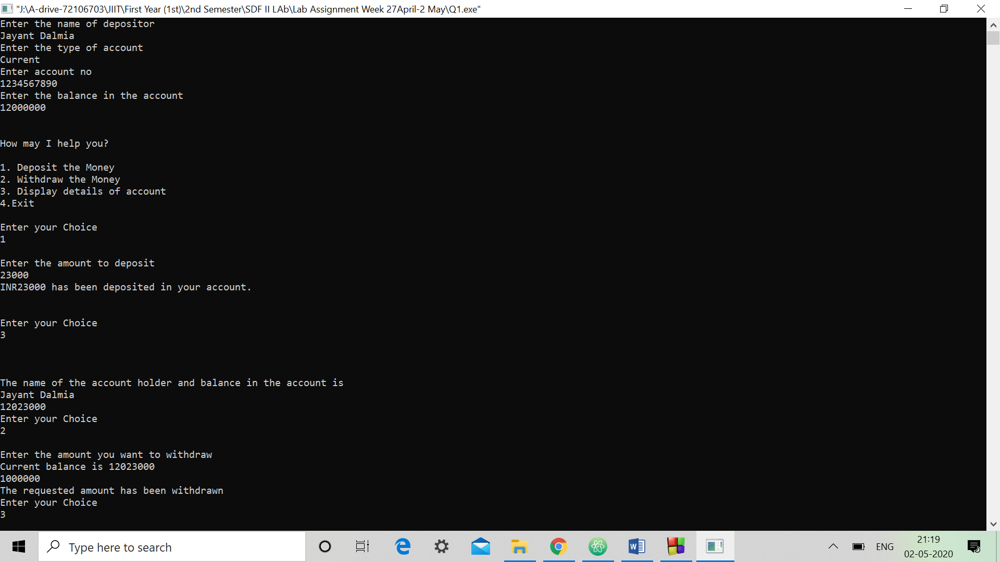 "J:\A-drive-72106703\JIIT\First Year (1st)\2nd Semester\SDF II LAb\Lab Assignment Week 27April-2 May\Q1.exe"
Enter the name of depositor
Jayant Dalmia
Enter the type of account
Current
Enter account no
1234567890
Enter the balance in the account
12000000
How may I help you?
1. Deposit the Money
2. Withdraw the Money
3. Display details of account
4.Exit
Enter your Choice
1
Enter the amount to deposit
23000
INR23000 has been deposited in your account.
Enter your Choice
3
The name of the account holder and balance in the account is
Jayant Dalmia
12023000
Enter your Choice
2
Enter the amount you want to withdraw
Current balance is 12023000
1000000
The requested amount has been withdrawn
Enter your Choice
3
Type here to search
ENG
21:19
02-05-2020